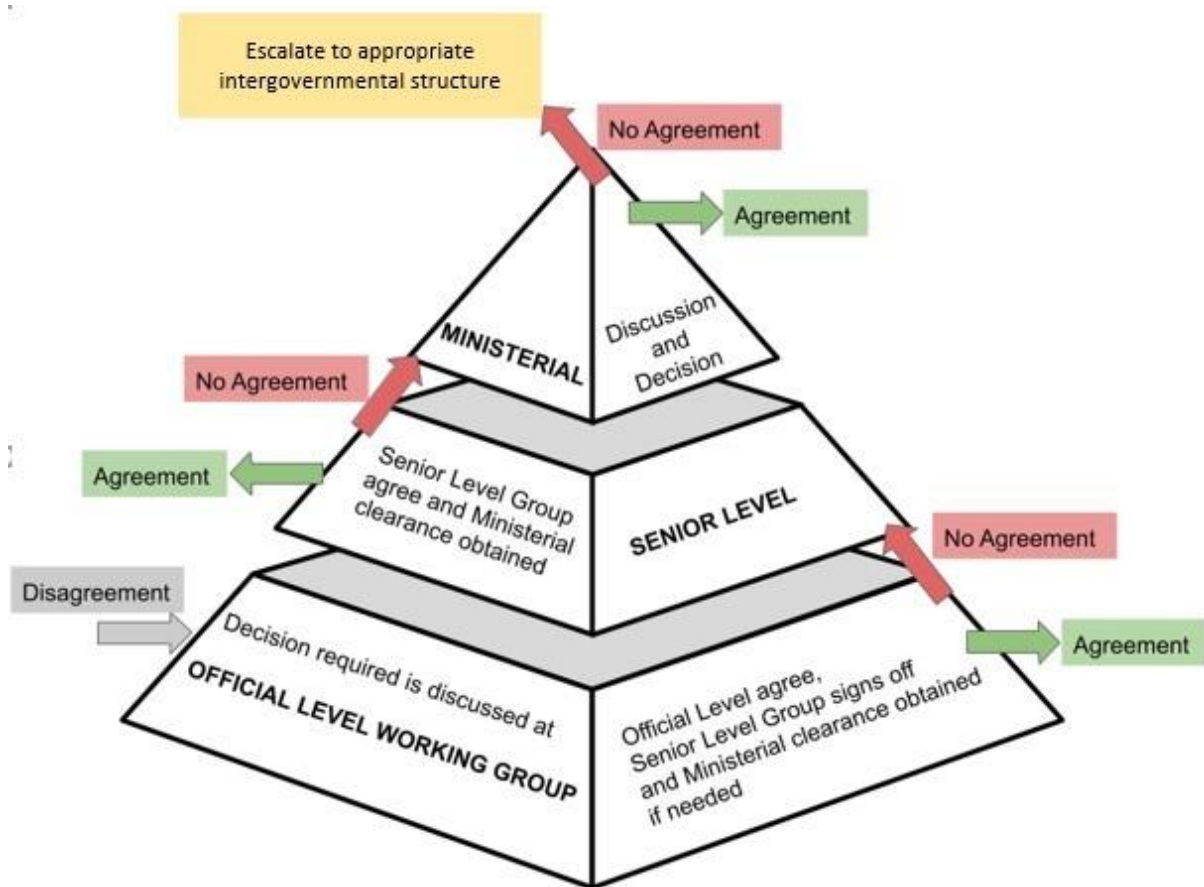 Escalate to appropriate
intergovernmental structure
No Agreement
Agreement
MINISTERIAL
Discussion
and
Decision
No Agreement
Agreement
Senior Level Group
agree and Ministerial
clearance obtained
SENIOR LEVEL
No Agreement
Disagreement
Decision required is discussed at
OFFICIAL LEVEL WORKING GROUP
Official Level agree,
Senior Level Group signs off
and Ministerial clearance obtained
if needed
Agreement